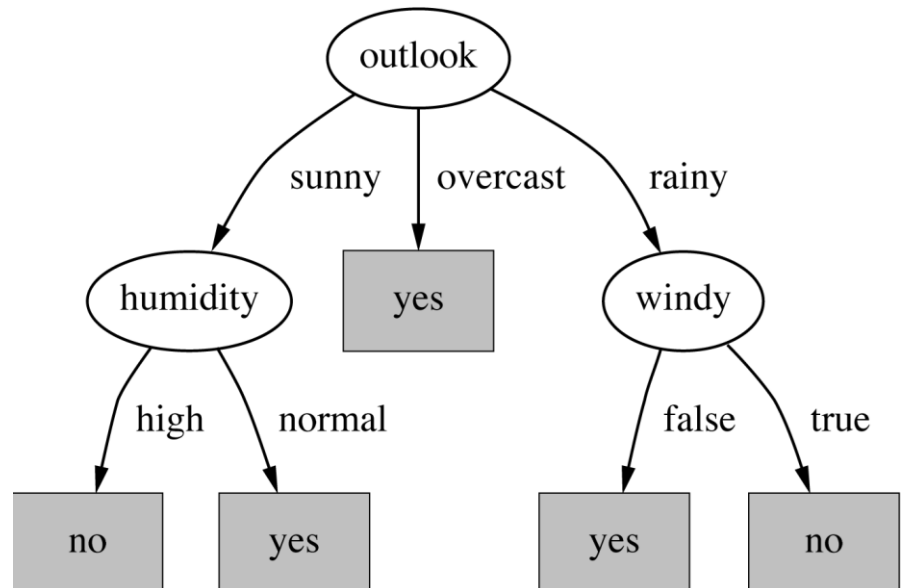 outlook
sunny overcast rainy
humidity yes windy
high normal false true
no yes yes no